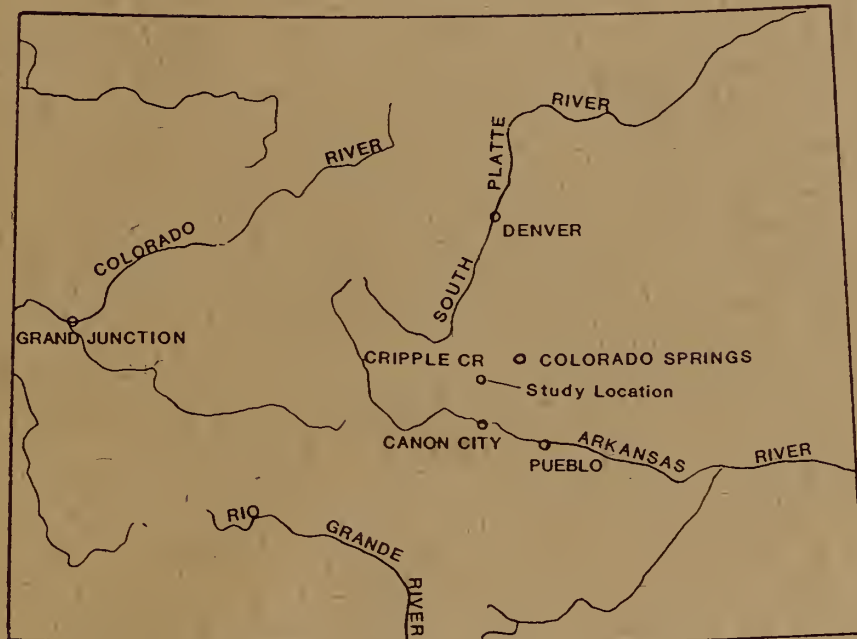 PLATTE RIVER
RIVER
COLORADO
DENVER
SOUTH
GRAND JUNCTION
CRIPPLE CR
COLORADO SPRINGS
Study Location
CANON CITY
ARKANSAS RIVER
PUEBLO
RIO GRANDE RIVER